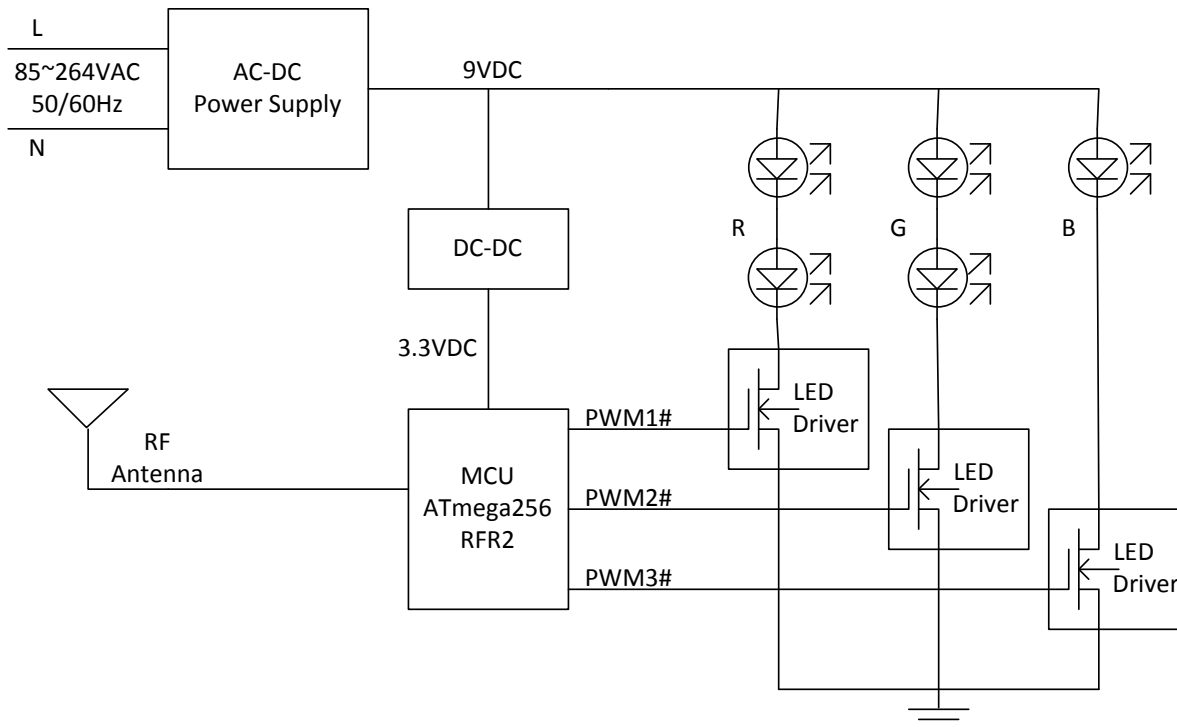 L
85~264VAC
50/60Hz
N
AC-DC
Power Supply
9VDC
DC-DC
3.3VDC
R
G
B
RF
Antenna
MCU
ATmega256
RFR2
PWM1#
LED
Driver
PWM2#
LED
Driver
PWM3#
LED
Driver